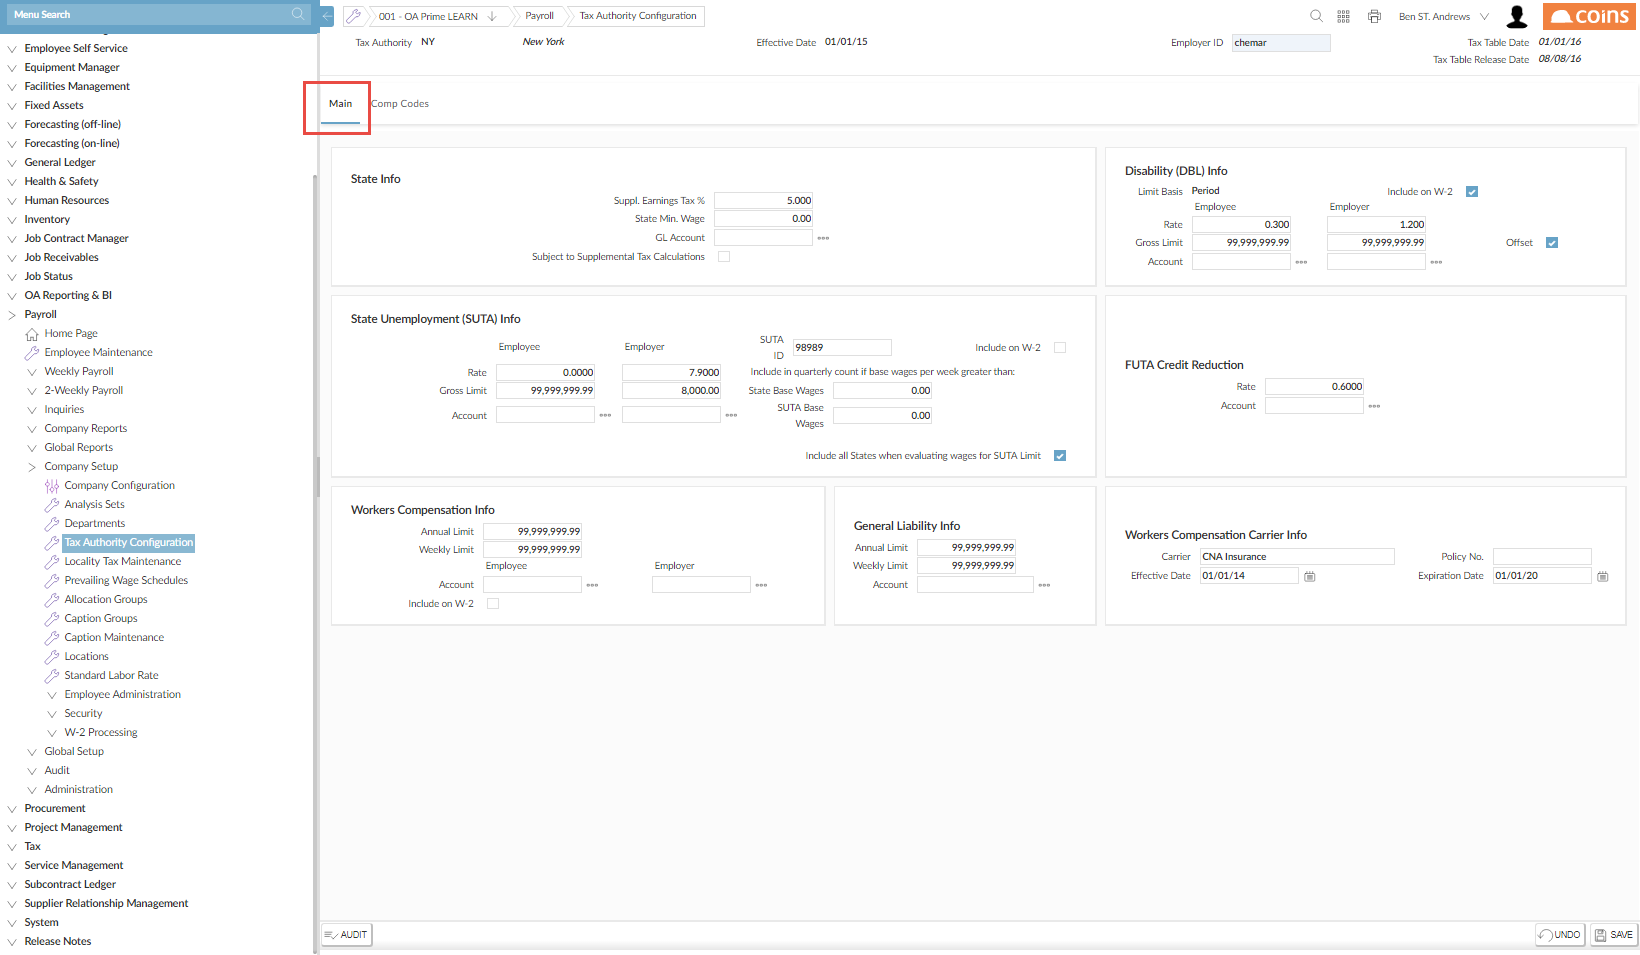 Menu Search
Employee Self Service
Equipment Manager
Facilities Management
Fixed Assets
Forecasting (off-line)
Forecasting (on-line)
General Ledger
Health & Safety
Human Resources
Inventory
Job Contract Manager
Job Receivables
Job Status
OA Reporting & BI
Payroll
Home Page
Employee Maintenance
Weekly Payroll
2-Weekly Payroll
Inquiries
Company Reports
Global Reports
Company Setup
Company Configuration
Analysis Sets
Departments
Tax Authority Configuration
Locality Tax Maintenance
Prevailing Wage Schedules
Allocation Groups
Caption Groups
Caption Maintenance
Locations
Standard Labor Rate
Employee Administration
Security
W-2 Processing
Global Setup
Audit
Administration
Procurement
Project Management
Tax
Service Management
Subcontract Ledger
Supplier Relationship Management
System
Release Notes
001 - OA Prime LEARN Payroll Tax Authority Configuration Ben ST. Andrews coins
Tax Authority NY New York Effective Date 01/01/15 Employer ID chemar Tax Table Date 01/01/16
Tax Table Release Date 08/08/16
Main Comp Codes
State Info
Suppl. Earnings Tax % 5.000
State Min. Wage 0.00
GL Account
Subject to Supplemental Tax Calculations
Disability (DBL) Info
Limit Basis Period Include on W-2
Employee Employer
Rate 0.300 1.200
Gross Limit 99,999,999.99 99,999,999.99 Offset
Account
State Unemployment (SUTA) Info
Employee Employer SUTA ID 98989 Include on W-2
Rate 0.0000 7.9000 Include in quarterly count if base wages per week greater than:
Gross Limit 99,999,999.99 8,000.00 State Base Wages 0.00
Account SUTA Base Wages 0.00
Include all States when evaluating wages for SUTA Limit
FUTA Credit Reduction
Rate 0.6000
Account
Workers Compensation Info
Annual Limit 99,999,999.99
Weekly Limit 99,999,999.99
Employee Employer
Account
Include on W-2
General Liability Info
Annual Limit 99,999,999.99
Weekly Limit 99,999,999.99
Account
Workers Compensation Carrier Info
Carrier CNA Insurance Policy No.
Effective Date 01/01/14 Expiration Date 01/01/20
AUDIT UNDO SAVE